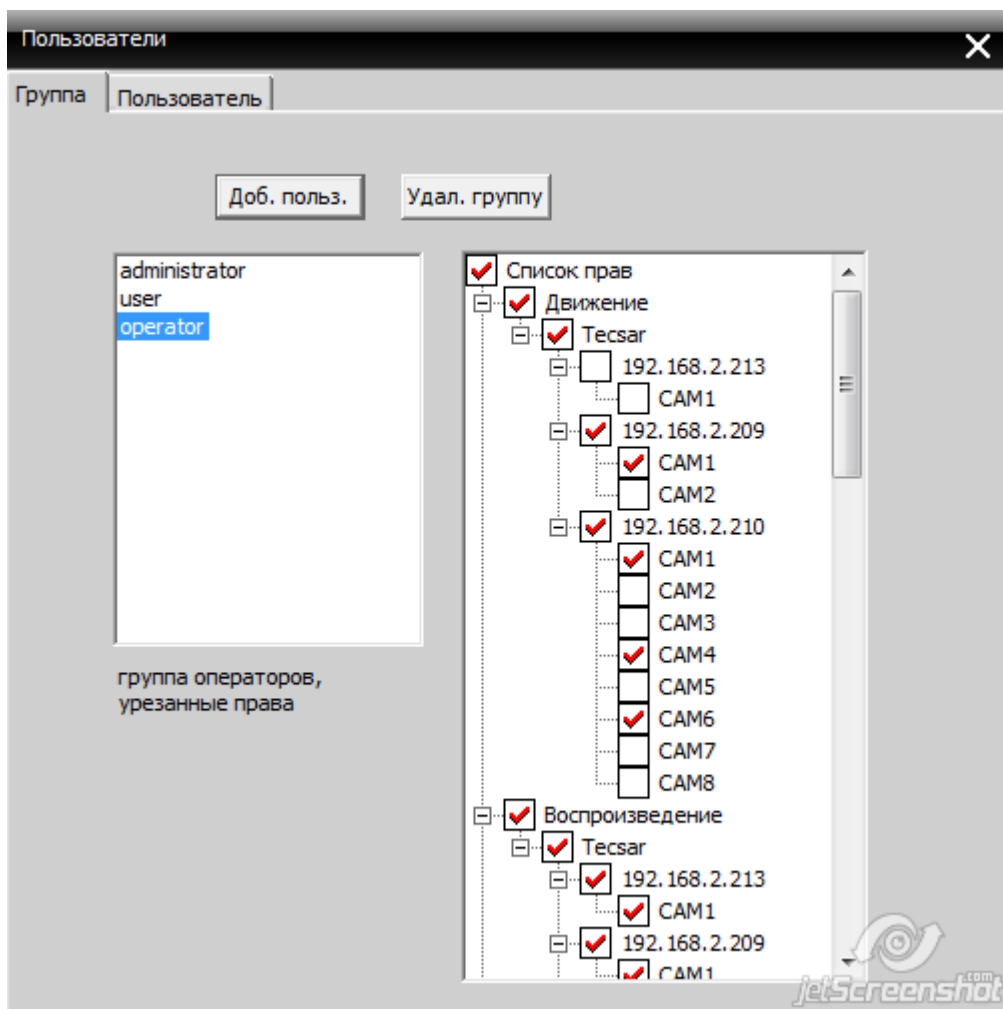 Пользователи
Группа
Пользователь
Доб. польз.
Удал. группу
administrator
user
operator
группа операторов,
урезанные права
Список прав
Движение
Tecsar
192.168.2.213
CAM1
192.168.2.209
CAM1
CAM2
192.168.2.210
CAM1
CAM2
CAM3
CAM4
CAM5
CAM6
CAM7
CAM8
Воспроизведение
Tecsar
192.168.2.213
CAM1
192.168.2.209
CAM1
jetScreenshot.com